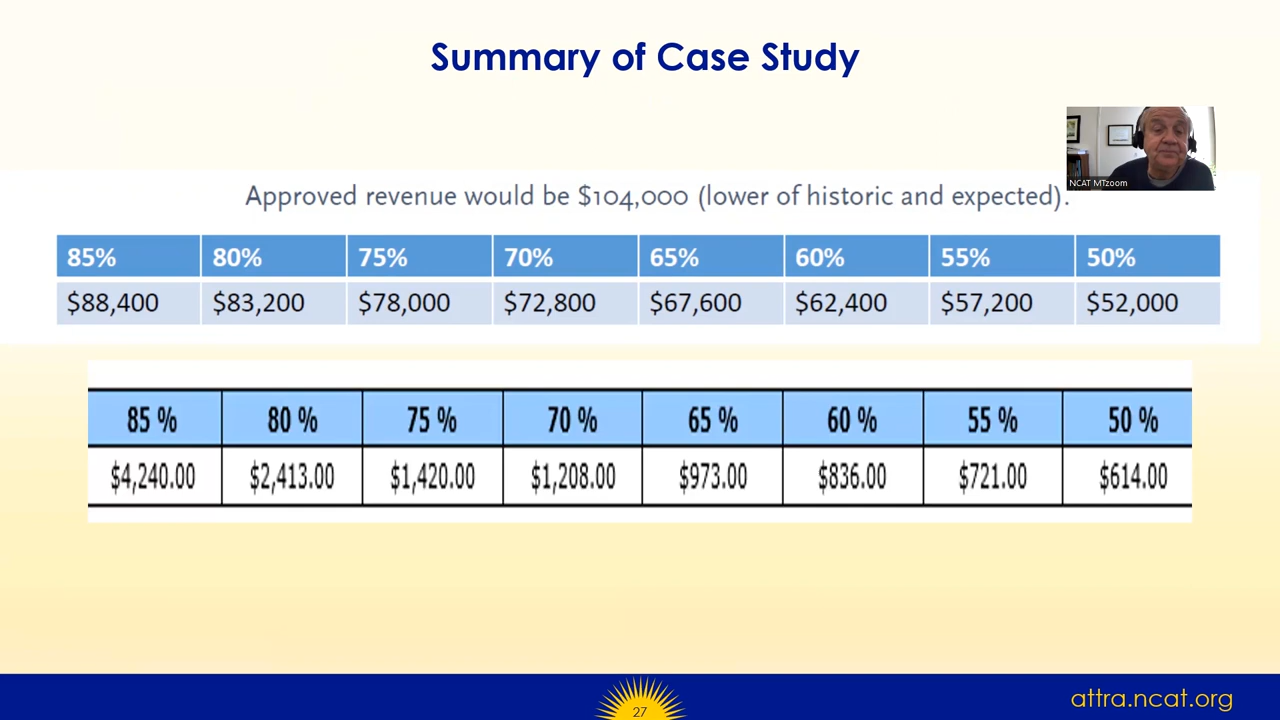 Summary of Case Study
NCAT MTzoom
Approved revenue would be $104,000 (lower of historic and expected).
85% 80% 75% 70% 65% 60% 55% 50%
$88,400 $83,200 $78,000 $72,800 $67,600 $62,400 $57,200 $52,000
85 % 80 % 75 % 70 % 65 % 60 % 55 % 50 %
$4,240.00 $2,413.00 $1,420.00 $1,208.00 $973.00 $836.00 $721.00 $614.00
27
attra.ncat.org